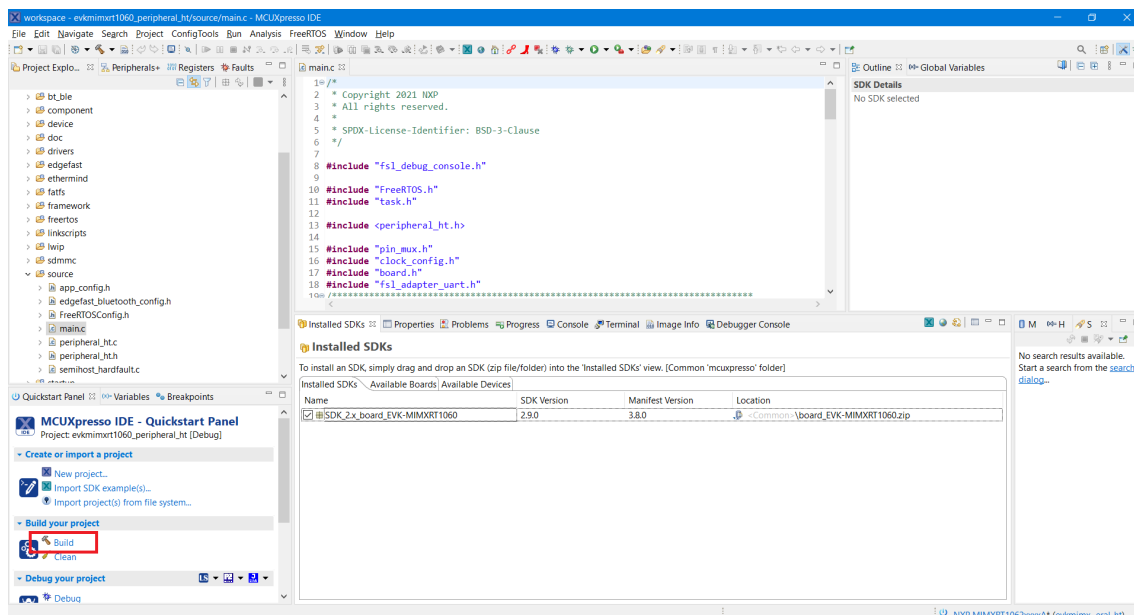 workspace - evkmimxrt1060_peripheral_ht/source/main.c - MCUXpresso IDE
File Edit Navigate Search Project ConfigTools Run Analysis FreeRTOS Window Help
Project Explo... Peripherals+ Registers Faults
bt_ble
component
device
doc
drivers
edgefast
ethermind
fatfs
framework
freertos
linkscripts
lwip
sdmmc
source
app_config.h
edgefast_bluetooth_config.h
FreeRTOSConfig.h
main.c
peripheral_ht.c
peripheral_ht.h
semihost_hardfault.c
startup
main.c
1 /*
2 * Copyright 2021 NXP
3 * All rights reserved.
4 *
5 * SPDX-License-Identifier: BSD-3-Clause
6 */
7
8 #include "fsl_debug_console.h"
9
10 #include "FreeRTOS.h"
11 #include "task.h"
12
13 #include <peripheral_ht.h>
14
15 #include "pin_mux.h"
16 #include "clock_config.h"
17 #include "board.h"
18 #include "fsl_adapter_uart.h"
Outline Global Variables
SDK Details
No SDK selected
Quickstart Panel Variables Breakpoints
IDE
MCUXpresso IDE - Quickstart Panel
Project: evkmimxrt1060_peripheral_ht [Debug]
Create or import a project
New project...
Import SDK example(s)...
Import project(s) from file system...
Build your project
Build
Clean
Debug your project
LS
Debug
Installed SDKs Properties Problems Progress Console Terminal Image Info Debugger Console
Installed SDKs
To install an SDK, simply drag and drop an SDK (zip file/folder) into the 'Installed SDKs' view. [Common 'mcuxpresso' folder]
Installed SDKs Available Boards Available Devices
Name SDK Version Manifest Version Location
SDK_2.x_board_EVK-MIMXRT1060 2.9.0 3.8.0 <Common>\board_EVK-MIMXRT1060.zip
M H S
No search results available.
Start a search from the search
dialog...